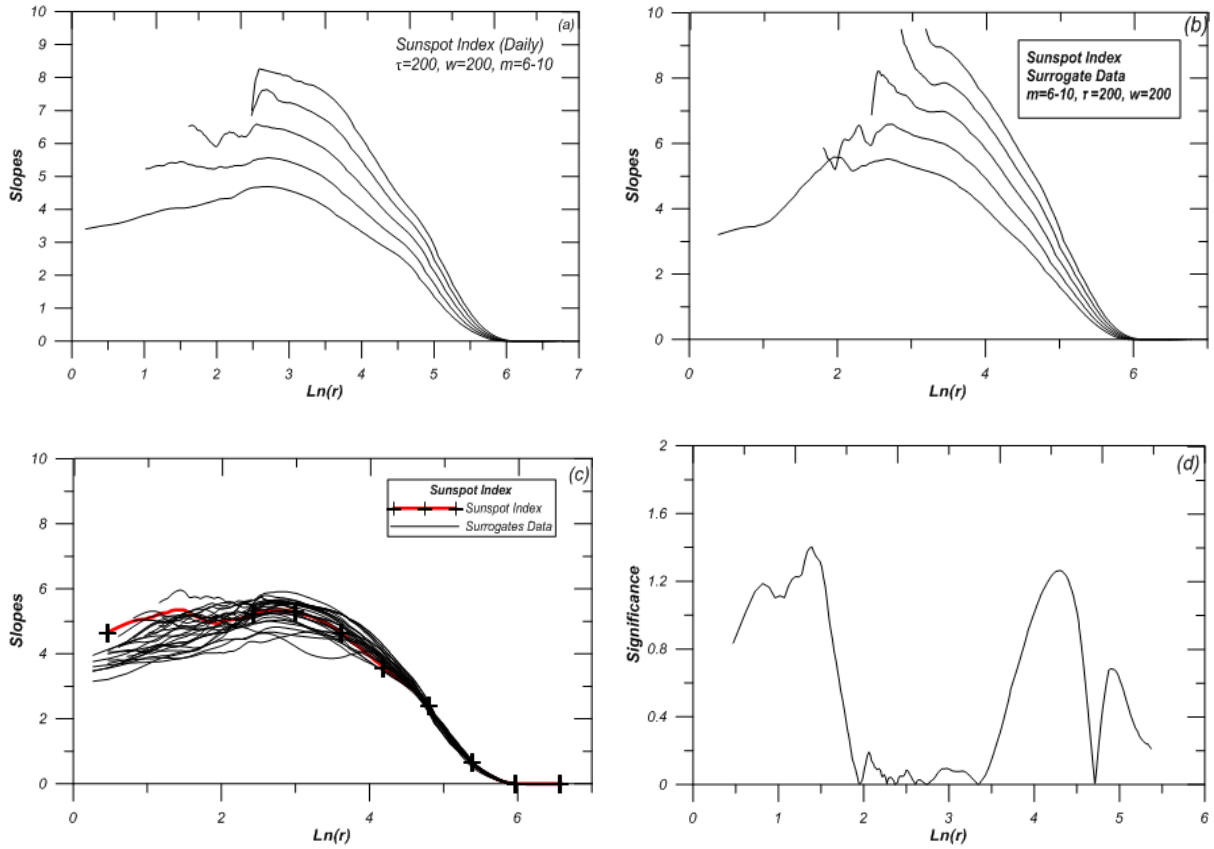 (a)
Sunspot Index (Daily)
τ=200, w=200, m=6-10
10
9
8
7
6
5
4
3
2
1
0
Slopes
0 1 2 3 4 5 6 7
Ln(r)
(b)
Sunspot Index
Surrogate Data
m=6-10, τ=200, w=200
10
8
6
4
2
0
Slopes
0 2 4 6
Ln(r)
(c)
Sunspot Index
Sunspot Index
Surrogates Data
10
8
6
4
2
0
Slopes
0 2 4 6
Ln(r)
(d)
2
1.6
1.2
0.8
0.4
0
Significance
0 1 2 3 4 5 6
Ln(r)